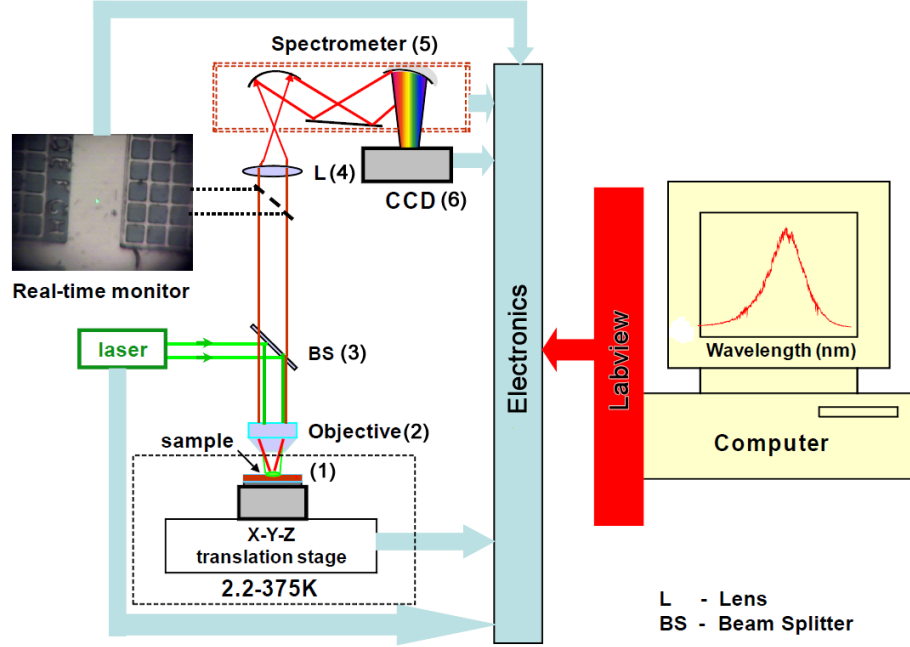 Spectrometer (5)
L (4)
CCD (6)
Real-time monitor
laser
BS (3)
Objective (2)
sample
(1)
X-Y-Z
translation stage
2.2-375K
Electronics
Labview
Wavelength (nm)
Computer
L - Lens
BS - Beam Splitter